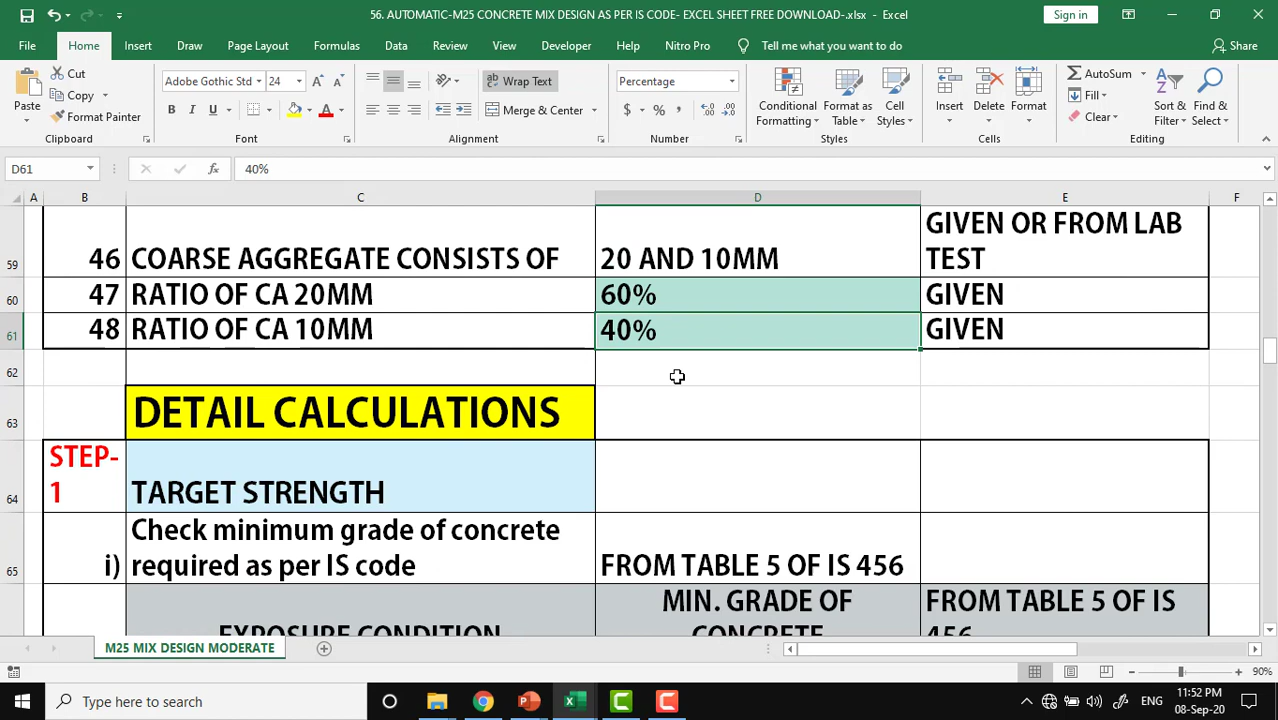 56. AUTOMATIC-M25 CONCRETE MIX DESIGN AS PER IS CODE- EXCEL SHEET FREE DOWNLOAD-.xlsx - Excel
Sign in
File Home Insert Draw Page Layout Formulas Data Review View Developer Help Nitro Pro Tell me what you want to do Share
Paste
Cut
Copy
Format Painter
Clipboard
Adobe Gothic Std 24
B I U
Font
Wrap Text
Merge & Center
Alignment
Percentage
$ % ,
Number
Conditional Formatting
Format as Table
Cell Styles
Styles
Insert
Delete
Format
Cells
AutoSum
Fill
Clear
Sort & Filter
Find & Select
Editing
D61 fx 40%
A B C D E F
59 46 COARSE AGGREGATE CONSISTS OF 20 AND 10MM GIVEN OR FROM LAB TEST
60 47 RATIO OF CA 20MM 60% GIVEN
61 48 RATIO OF CA 10MM 40% GIVEN
62
63 DETAIL CALCULATIONS
64 STEP-1 TARGET STRENGTH
65 i) Check minimum grade of concrete required as per IS code FROM TABLE 5 OF IS 456
EXPOSURE CONDITION MIN. GRADE OF CONCRETE FROM TABLE 5 OF IS 456
M25 MIX DESIGN MODERATE
90%
Type here to search
ENG
11:52 PM
08-Sep-20